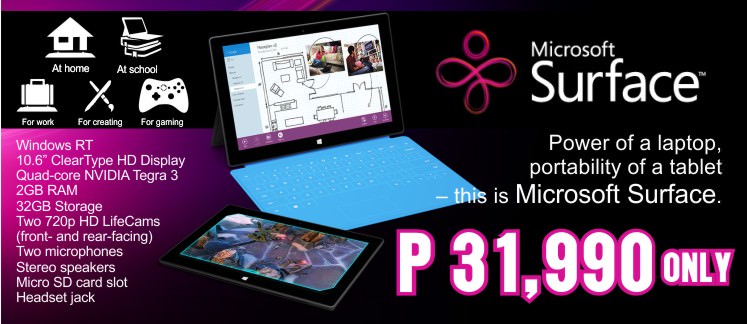 At home
At school
For work
For creating
For gaming
Windows RT
10.6" ClearType HD Display
Quad-core NVIDIA Tegra 3
2GB RAM
32GB Storage
Two 720p HD LifeCams
(front- and rear-facing)
Two microphones
Stereo speakers
Micro SD card slot
Headset jack
Microsoft
Surface™
Power of a laptop,
portability of a tablet
– this is Microsoft Surface.
P 31,990 ONLY